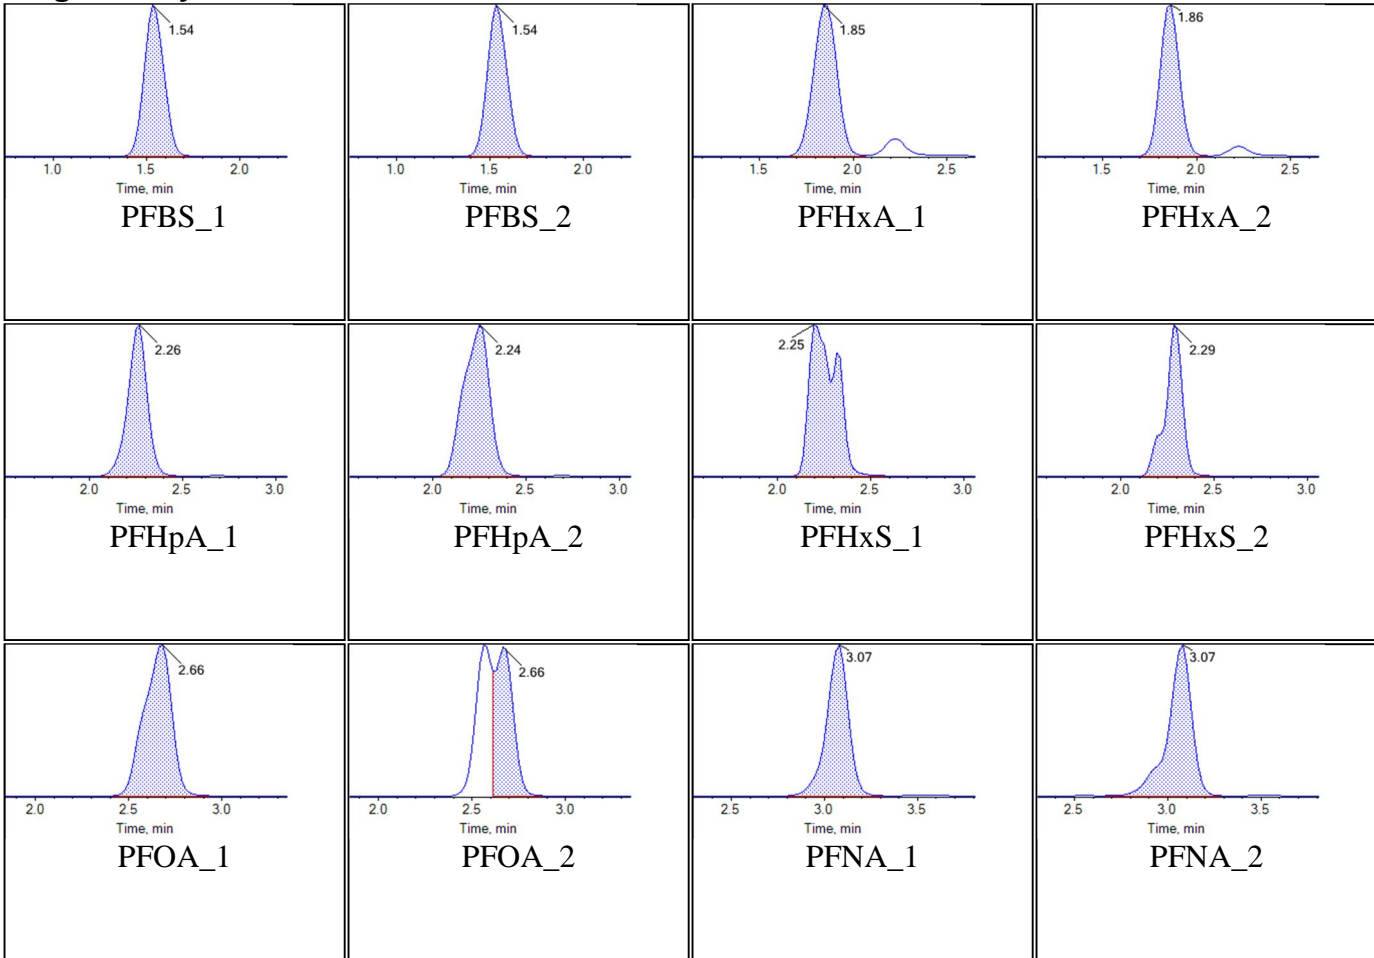 1.54
1.0 1.5 2.0
Time, min
PFBS_1
1.54
1.0 1.5 2.0
Time, min
PFBS_2
1.85
1.5 2.0 2.5
Time, min
PFHxA_1
1.86
1.5 2.0 2.5
Time, min
PFHxA_2
2.26
2.0 2.5 3.0
Time, min
PFHpA_1
2.24
2.0 2.5 3.0
Time, min
PFHpA_2
2.25
2.0 2.5 3.0
Time, min
PFHxS_1
2.29
2.0 2.5 3.0
Time, min
PFHxS_2
2.66
2.0 2.5 3.0
Time, min
PFOA_1
2.66
2.0 2.5 3.0
Time, min
PFOA_2
3.07
2.5 3.0 3.5
Time, min
PFNA_1
3.07
2.5 3.0 3.5
Time, min
PFNA_2